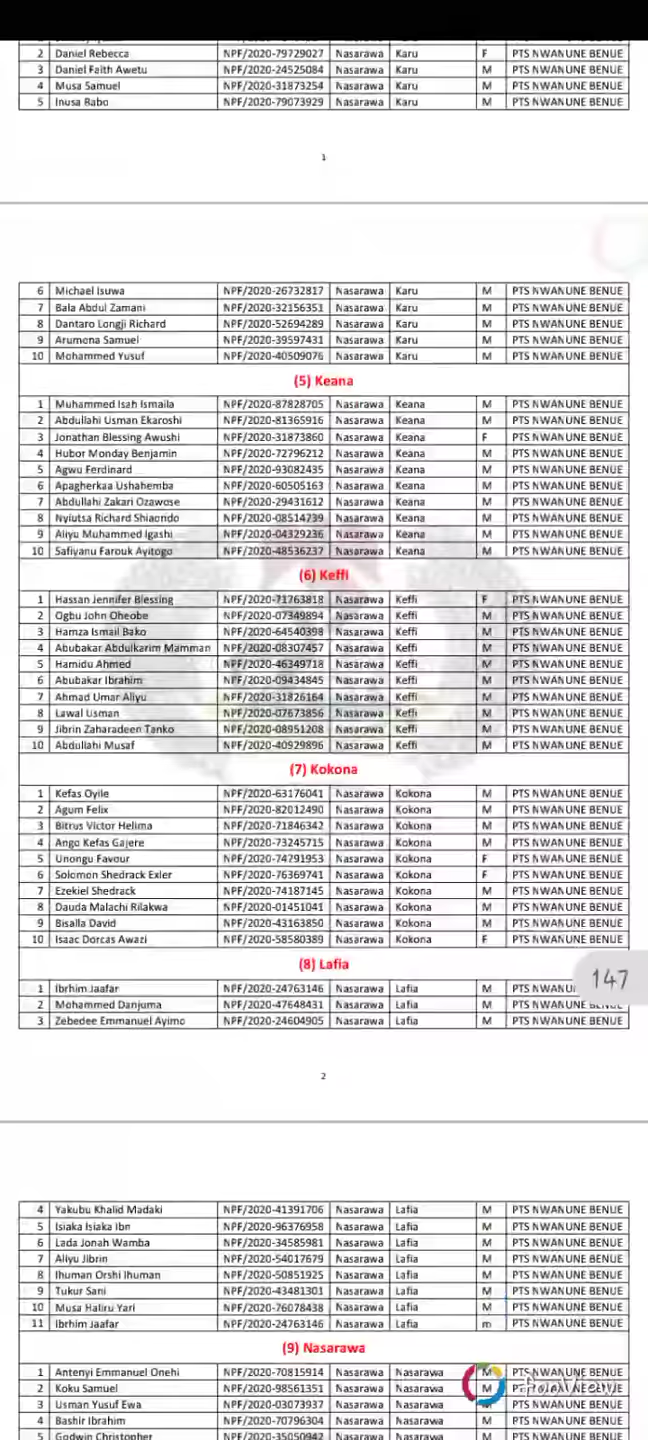 2 Daniel Rebecca NPF/2020-79729027 Nasarawa Karu F PTS NWANUNE BENUE
3 Daniel Faith Awetu NPF/2020-24525084 Nasarawa Karu M PTS NWANUNE BENUE
4 Musa Samuel NPF/2020-31873254 Nasarawa Karu M PTS NWANUNE BENUE
5 Inusa Babo NPF/2020-79073929 Nasarawa Karu M PTS NWANUNE BENUE
1
6 Michael Isuwa NPF/2020-26732817 Nasarawa Karu M PTS NWANUNE BENUE
7 Bala Abdul Zamani NPF/2020-32156351 Nasarawa Karu M PTS NWANUNE BENUE
8 Dantaro Longji Richard NPF/2020-52694289 Nasarawa Karu M PTS NWANUNE BENUE
9 Arumona Samuel NPF/2020-39597431 Nasarawa Karu M PTS NWANUNE BENUE
10 Mohammed Yusuf NPF/2020-40509076 Nasarawa Karu M PTS NWANUNE BENUE
(5) Keana
1 Muhammed Isah Ismaila NPF/2020-87828705 Nasarawa Keana M PTS NWANUNE BENUE
2 Abdullahi Usman Ekaroshi NPF/2020-81365916 Nasarawa Keana M PTS NWANUNE BENUE
3 Jonathan Blessing Awushi NPF/2020-31873860 Nasarawa Keana F PTS NWANUNE BENUE
4 Hubor Monday Benjamin NPF/2020-72796212 Nasarawa Keana M PTS NWANUNE BENUE
5 Agwu Ferdinard NPF/2020-93082435 Nasarawa Keana M PTS NWANUNE BENUE
6 Apagherkaa Ushahemba NPF/2020-60505163 Nasarawa Keana M PTS NWANUNE BENUE
7 Abdullahi Zakari Ozawose NPF/2020-29431612 Nasarawa Keana M PTS NWANUNE BENUE
8 Nyiutsa Richard Shiaondo NPF/2020-08514739 Nasarawa Keana M PTS NWANUNE BENUE
9 Aliyu Muhammed Igashi NPF/2020-04329236 Nasarawa Keana M PTS NWANUNE BENUE
10 Safiyanu Farouk Ayitogo NPF/2020-48536237 Nasarawa Keana M PTS NWANUNE BENUE
(6) Keffi
1 Hassan Jennifer Blessing NPF/2020-71763818 Nasarawa Keffi F PTS NWANUNE BENUE
2 Ogbu John Oheobe NPF/2020-07349894 Nasarawa Keffi M PTS NWANUNE BENUE
3 Hamza Ismail Bako NPF/2020-64540398 Nasarawa Keffi M PTS NWANUNE BENUE
4 Abubakar Abdulkarim Mamman NPF/2020-08307457 Nasarawa Keffi M PTS NWANUNE BENUE
5 Hamidu Ahmed NPF/2020-46349718 Nasarawa Keffi M PTS NWANUNE BENUE
6 Abubakar Ibrahim NPF/2020-09434845 Nasarawa Keffi M PTS NWANUNE BENUE
7 Ahmad Umar Aliyu NPF/2020-31826164 Nasarawa Keffi M PTS NWANUNE BENUE
8 Lawal Usman NPF/2020-07673856 Nasarawa Keffi M PTS NWANUNE BENUE
9 Jibrin Zaharadeen Tanko NPF/2020-08951208 Nasarawa Keffi M PTS NWANUNE BENUE
10 Abdullahi Musaf NPF/2020-40929896 Nasarawa Keffi M PTS NWANUNE BENUE
(7) Kokona
1 Kefas Oyile NPF/2020-63176041 Nasarawa Kokona M PTS NWANUNE BENUE
2 Agum Felix NPF/2020-82012490 Nasarawa Kokona M PTS NWANUNE BENUE
3 Bitrus Victor Helima NPF/2020-71846342 Nasarawa Kokona M PTS NWANUNE BENUE
4 Ango Kefas Gajere NPF/2020-73245715 Nasarawa Kokona M PTS NWANUNE BENUE
5 Unongu Favour NPF/2020-74791953 Nasarawa Kokona F PTS NWANUNE BENUE
6 Solomon Shedrack Exler NPF/2020-76369741 Nasarawa Kokona F PTS NWANUNE BENUE
7 Ezekiel Shedrack NPF/2020-74187145 Nasarawa Kokona M PTS NWANUNE BENUE
8 Dauda Malachi Rilakwa NPF/2020-01451041 Nasarawa Kokona M PTS NWANUNE BENUE
9 Bisalla David NPF/2020-43163850 Nasarawa Kokona M PTS NWANUNE BENUE
10 Isaac Dorcas Awazi NPF/2020-58580389 Nasarawa Kokona F PTS NWANUNE BENUE
(8) Lafia
147
1 Ibrhim Jaafar NPF/2020-24763146 Nasarawa Lafia M PTS NWANU
2 Mohammed Danjuma NPF/2020-47648431 Nasarawa Lafia M PTS NWANUNE BENUE
3 Zebedee Emmanuel Ayimo NPF/2020-24604905 Nasarawa Lafia M PTS NWANUNE BENUE
2
4 Yakubu Khalid Madaki NPF/2020-41391706 Nasarawa Lafia M PTS NWANUNE BENUE
5 Isiaka Isiaka Ibn NPF/2020-96376958 Nasarawa Lafia M PTS NWANUNE BENUE
6 Lada Jonah Wamba NPF/2020-34585981 Nasarawa Lafia M PTS NWANUNE BENUE
7 Aliyu Jibrin NPF/2020-54017679 Nasarawa Lafia M PTS NWANUNE BENUE
8 Ihuman Orshi Ihuman NPF/2020-50851925 Nasarawa Lafia M PTS NWANUNE BENUE
9 Tukur Sani NPF/2020-43481301 Nasarawa Lafia M PTS NWANUNE BENUE
10 Musa Haliru Yari NPF/2020-76078438 Nasarawa Lafia M PTS NWANUNE BENUE
11 Ibrhim Jaafar NPF/2020-24763146 Nasarawa Lafia m PTS NWANUNE BENUE
(9) Nasarawa
1 Antenyi Emmanuel Onehi NPF/2020-70815914 Nasarawa Nasarawa M PTS NWANUNE BENUE
2 Koku Samuel NPF/2020-98561351 Nasarawa Nasarawa M PTS NWANUNE BENUE
3 Usman Yusuf Ewa NPF/2020-03073937 Nasarawa Nasarawa M PTS NWANUNE BENUE
4 Bashir Ibrahim NPF/2020-70796304 Nasarawa Nasarawa M PTS NWANUNE BENUE
5 Godwin Christopher NPF/2020-35050942 Nasarawa Nasarawa M PTS NWANUNE BENUE